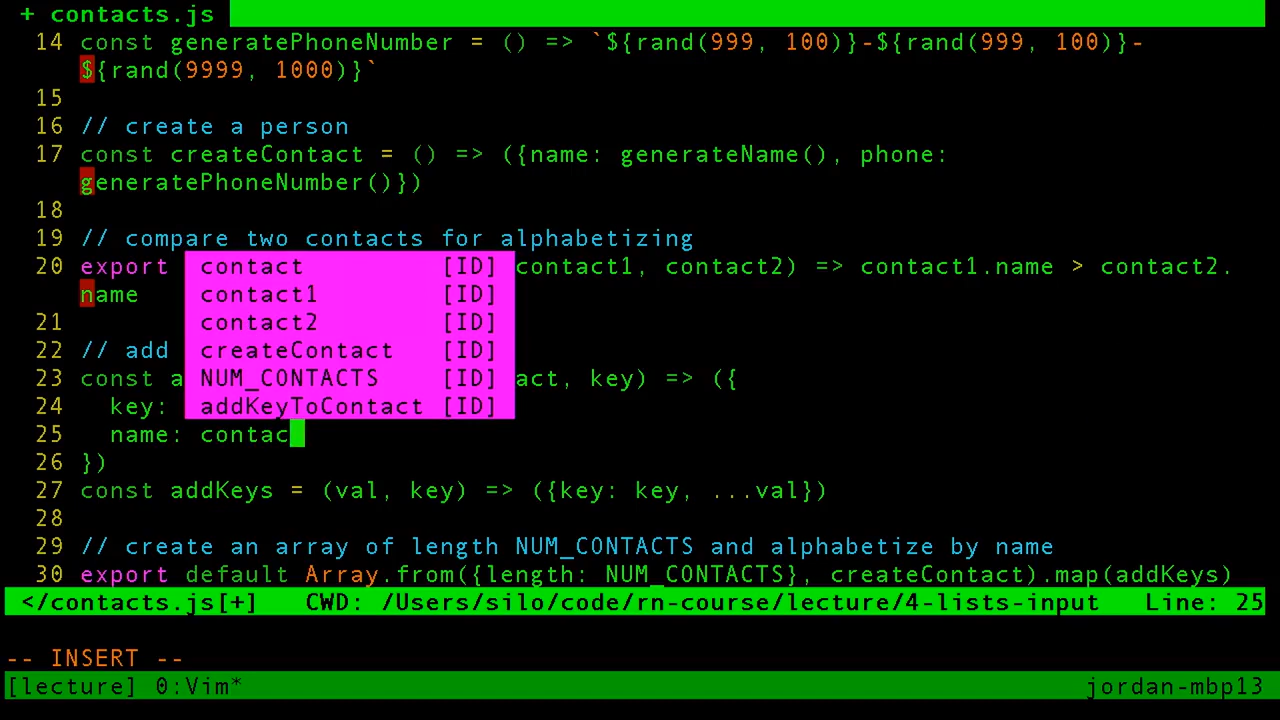 + contacts.js
14 const generatePhoneNumber = () => `${rand(999, 100)}-${rand(999, 100)}-
${rand(9999, 1000)}`
15
16 // create a person
17 const createContact = () => ({name: generateName(), phone:
generatePhoneNumber()})
18
19 // compare two contacts for alphabetizing
20 export contact [ID] contact1, contact2) => contact1.name > contact2.
name contact1 [ID]
21 contact2 [ID]
22 // add createContact [ID]
23 const a NUM_CONTACTS [ID] act, key) => ({
24 key: addKeyToContact [ID]
25 name: contac
26 })
27 const addKeys = (val, key) => ({key: key, ...val})
28
29 // create an array of length NUM_CONTACTS and alphabetize by name
30 export default Array.from({length: NUM_CONTACTS}, createContact).map(addKeys)
</contacts.js[+] CWD: /Users/silo/code/rn-course/lecture/4-lists-input Line: 25
-- INSERT --
[lecture] 0:Vim* jordan-mbp13